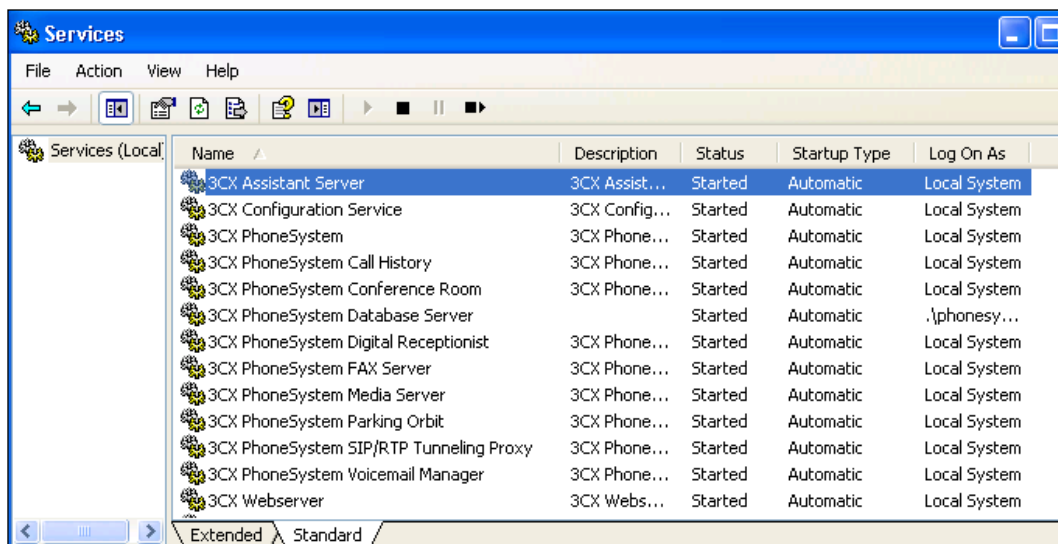 Services
File Action View Help
Services (Local)
Name Description Status Startup Type Log On As
3CX Assistant Server 3CX Assist... Started Automatic Local System
3CX Configuration Service 3CX Config... Started Automatic Local System
3CX PhoneSystem 3CX Phone... Started Automatic Local System
3CX PhoneSystem Call History 3CX Phone... Started Automatic Local System
3CX PhoneSystem Conference Room 3CX Phone... Started Automatic Local System
3CX PhoneSystem Database Server Started Automatic .\phonesy...
3CX PhoneSystem Digital Receptionist 3CX Phone... Started Automatic Local System
3CX PhoneSystem FAX Server 3CX Phone... Started Automatic Local System
3CX PhoneSystem Media Server 3CX Phone... Started Automatic Local System
3CX PhoneSystem Parking Orbit 3CX Phone... Started Automatic Local System
3CX PhoneSystem SIP/RTP Tunneling Proxy 3CX Phone... Started Automatic Local System
3CX PhoneSystem Voicemail Manager 3CX Phone... Started Automatic Local System
3CX Webserver 3CX Webs... Started Automatic Local System
Extended Standard